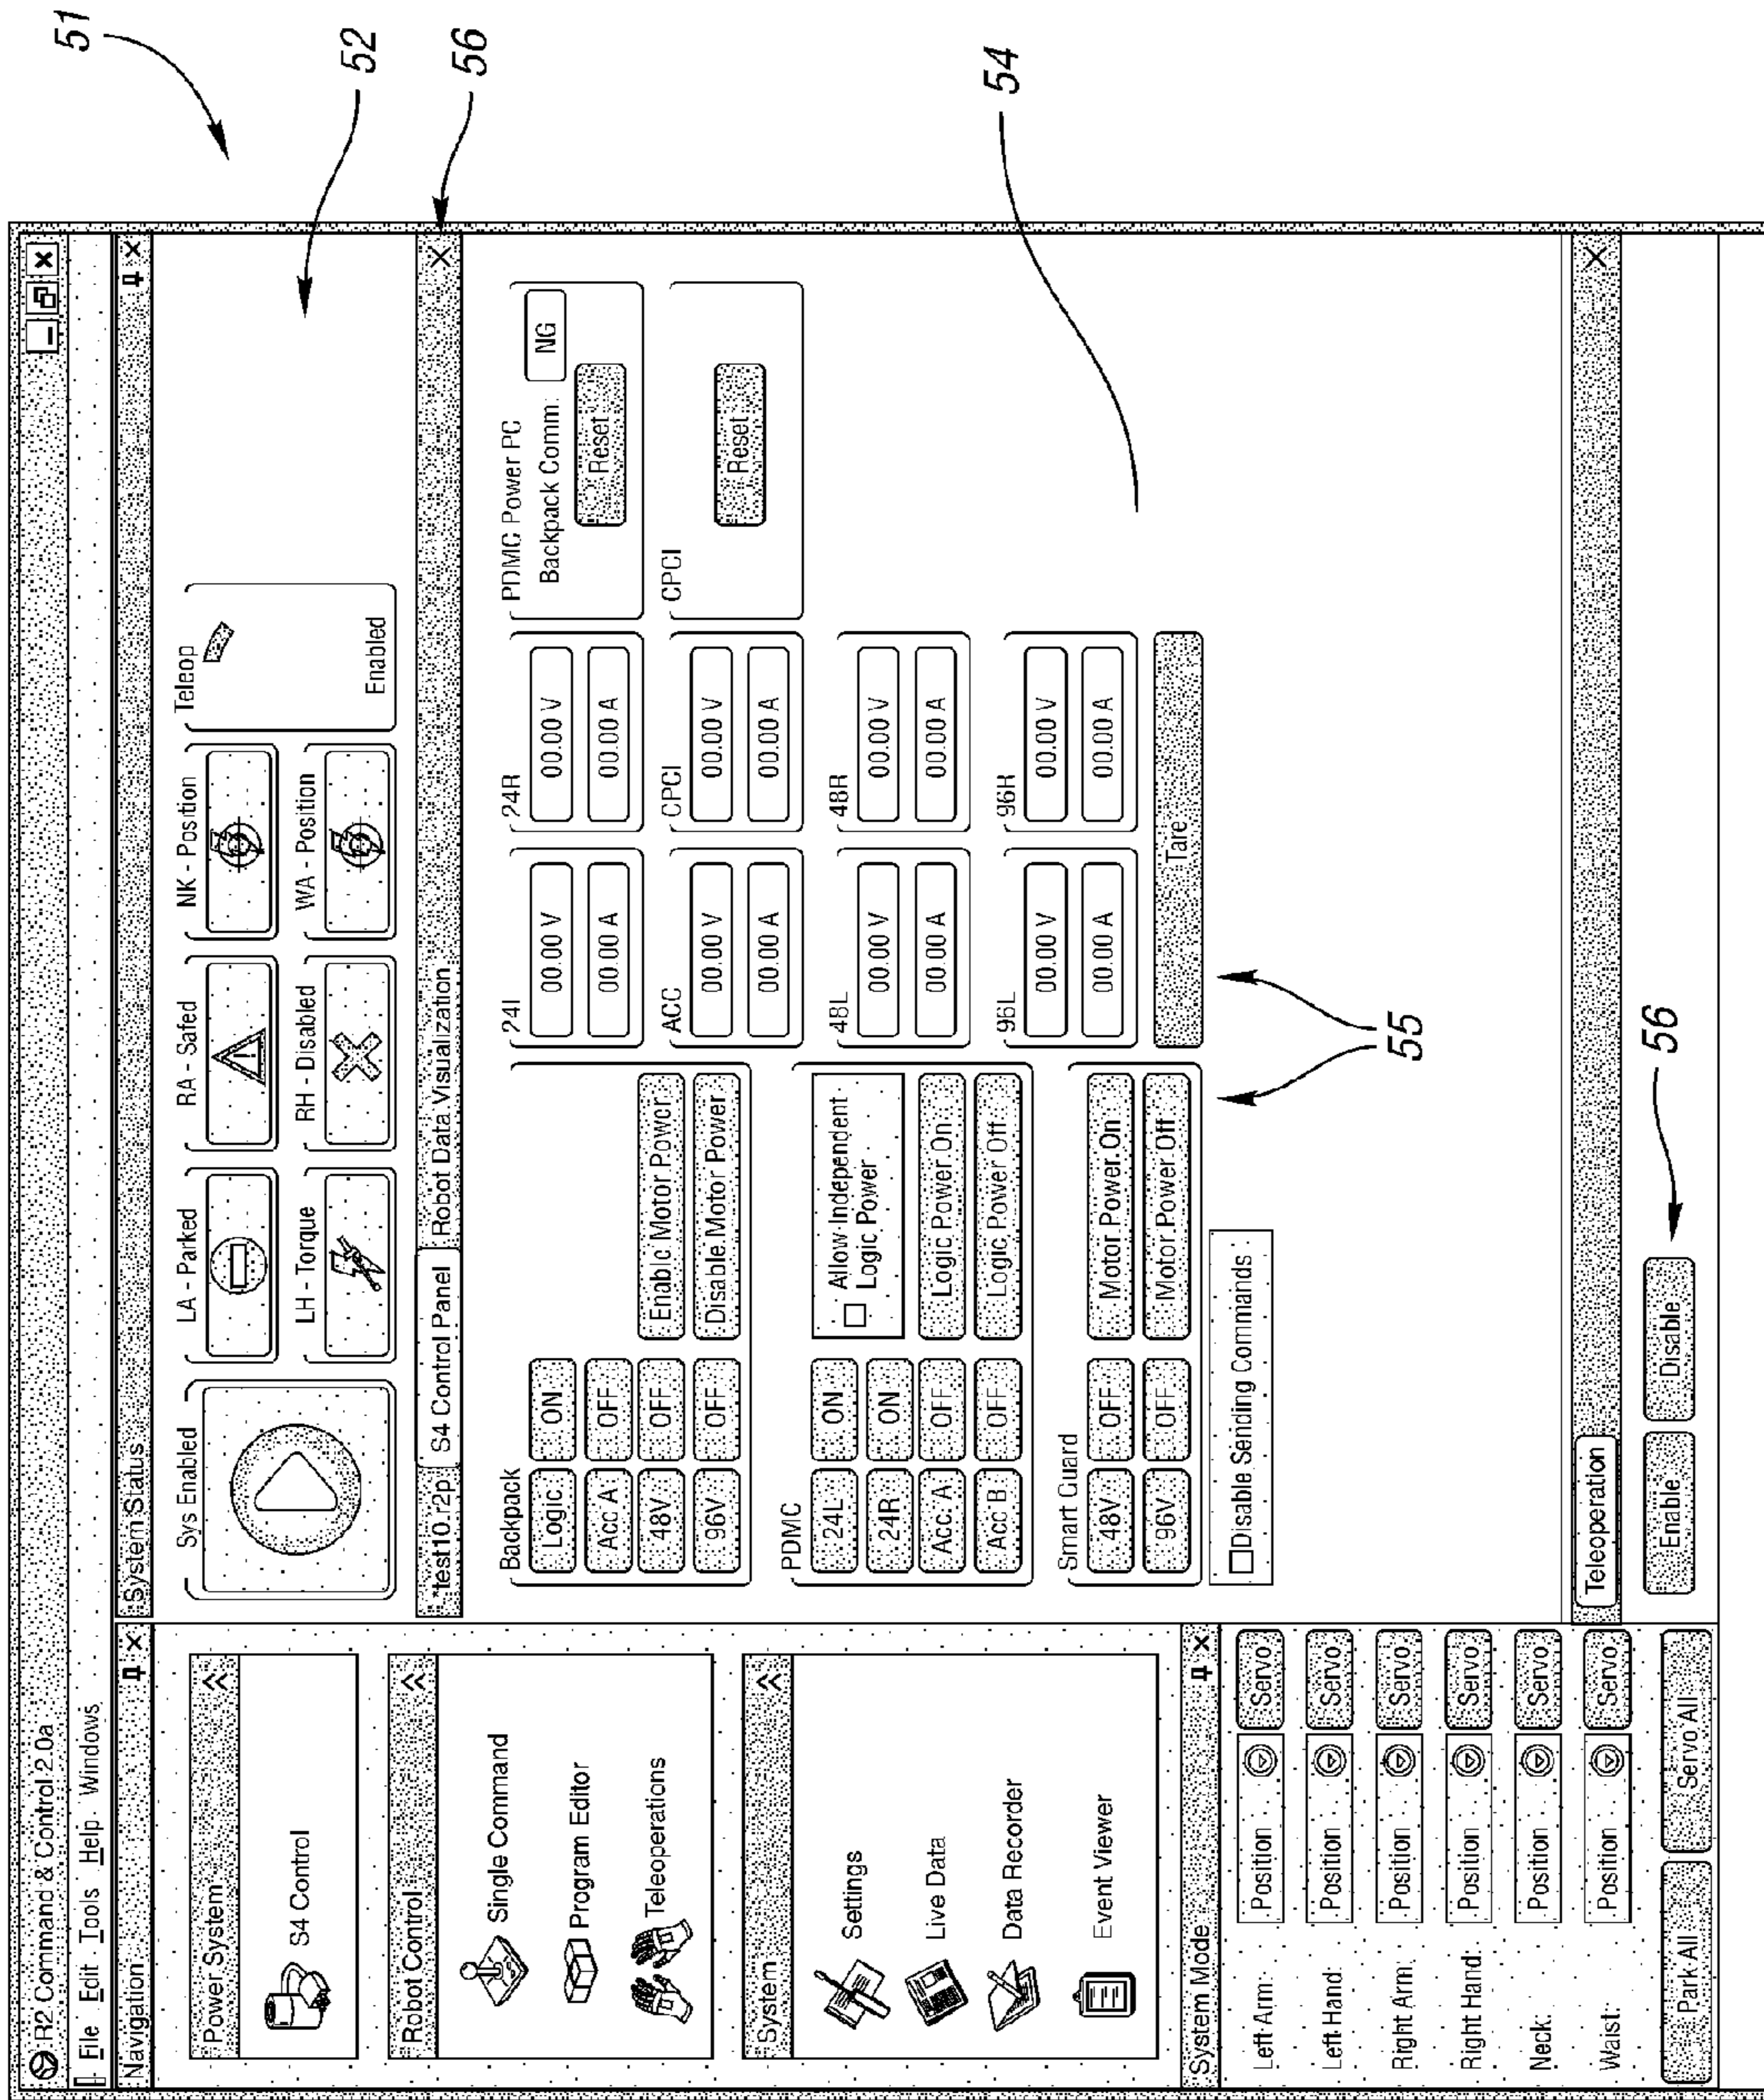 R2 Command & Control 2.0a
File Edit Tools Help Windows
Navigation
Power System
S4 Control
Robot Control
Single Command
Program Editor
Teleoperations
System
Settings
Live Data
Data Recorder
Event Viewer
System Mode
Left Arm: Position Servo
Left Hand: Position Servo
Right Arm: Position Servo
Right Hand: Position Servo
Neck: Position Servo
Waist: Position Servo
Park All Servo All
System Status
Sys Enabled
LA - Parked
RA - Safed
NK - Position
Teleop
LH - Torque
RH - Disabled
WA - Position
Enabled
*test10.r2p S4 Control Panel Robot Data Visualization
Backpack
Logic ON
Acc A OFF
48V OFF Enable Motor Power
96V OFF Disable Motor Power
PDMC
24L ON Allow Independent
Logic Power
24R ON
Acc A OFF Logic Power On
Acc B OFF Logic Power Off
Smart Guard
48V OFF Motor Power On
96V OFF Motor Power Off
Disable Sending Commands
24I 24R
00.00 V 00.00 V
00.00 A 00.00 A
ACC CPCI
00.00 V 00.00 V
00.00 A 00.00 A
48L 48R
00.00 V 00.00 V
00.00 A 00.00 A
96L 96R
00.00 V 00.00 V
00.00 A 00.00 A
Tare
PDMC Power PC
Backpack Comm: NG
Reset
CPCI
Reset
Teleoperation
Enable Disable
51
52
56
54
55
56